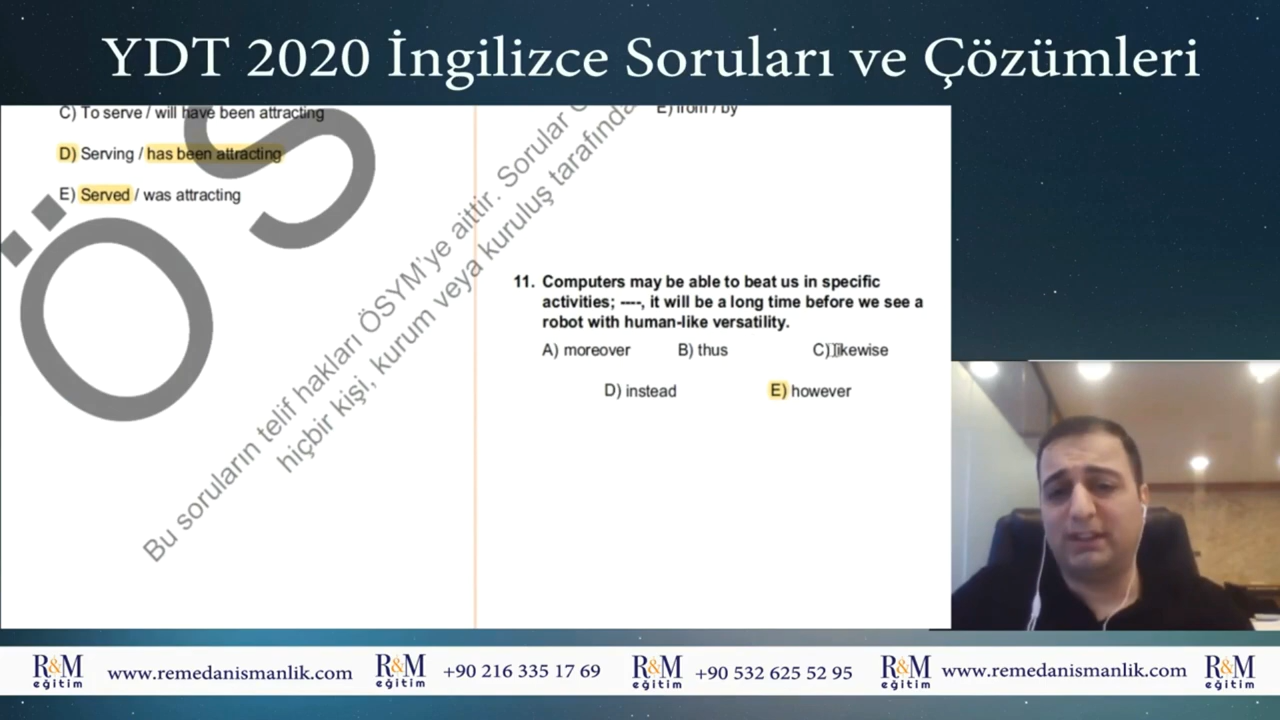 YDT 2020 İngilizce Soruları ve Çözümleri
C) To serve / will have been attracting
D) Serving / has been attracting
E) Served / was attracting
ÖS
Bu soruların telif hakları ÖSYM'ye aittir. Sorular
hiçbir kişi, kurum veya kuruluş tarafında
E) from / by
11. Computers may be able to beat us in specific
activities; ----, it will be a long time before we see a
robot with human-like versatility.
A) moreover B) thus C) likewise
D) instead E) however
R&M eğitim www.remedanismanlik.com R&M eğitim +90 216 335 17 69 R&M eğitim +90 532 625 52 95 R&M eğitim www.remedanismanlik.com R&M eğitim